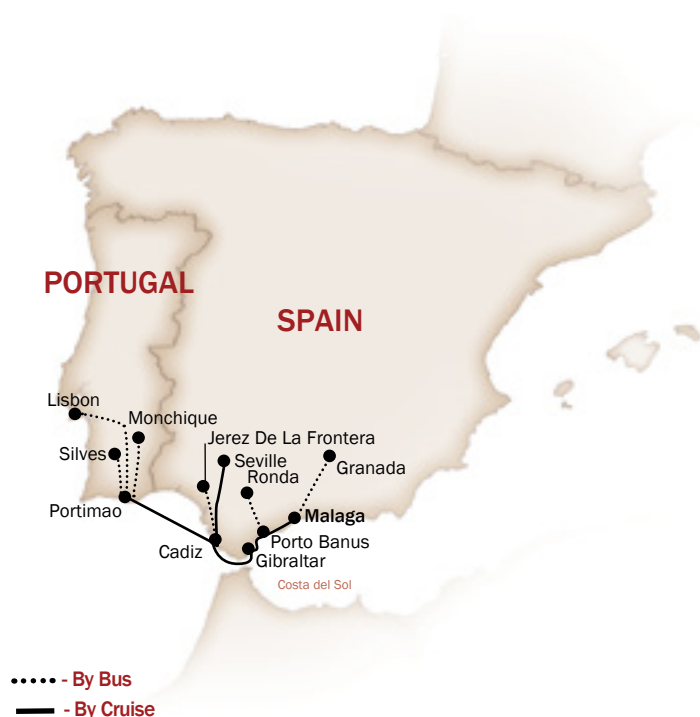 PORTUGAL
SPAIN
Lisbon
Monchique
Jerez De La Frontera
Silves
Seville
Granada
Ronda
Portimao
Malaga
Cadiz
Porto Banus
Gibraltar
Costa del Sol
- By Bus
- By Cruise